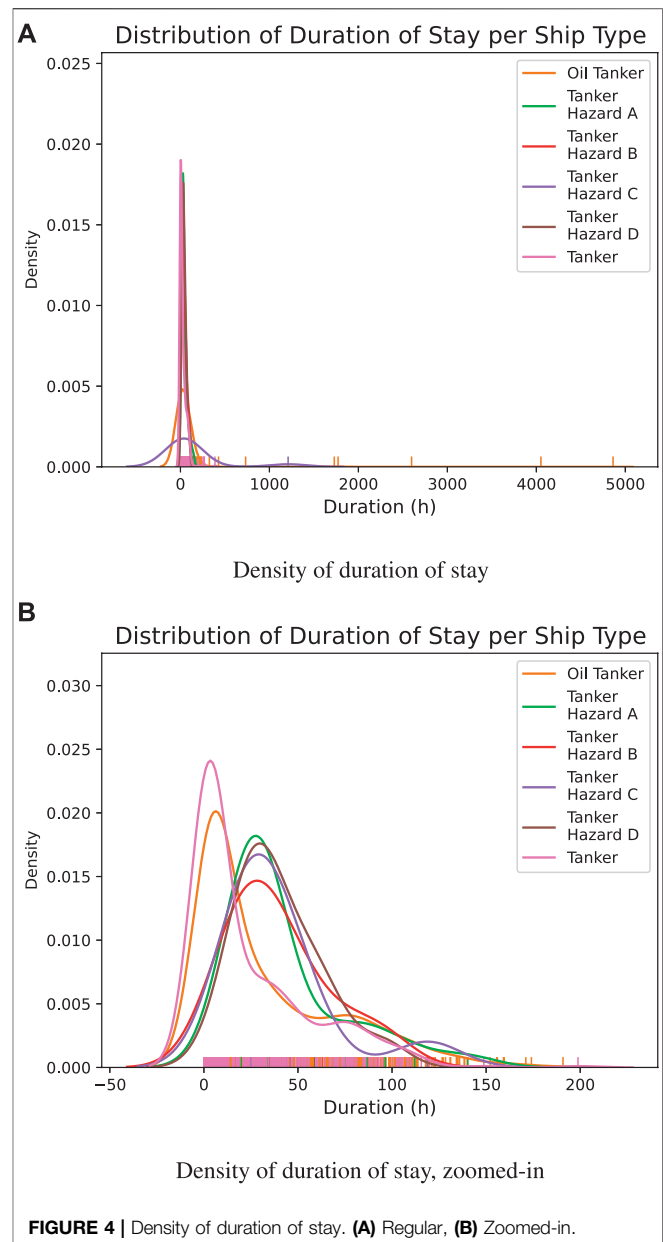 A
Distribution of Duration of Stay per Ship Type
0.025
0.020
0.015
0.010
0.005
0.000
Density
Oil Tanker
Tanker
Hazard A
Tanker
Hazard B
Tanker
Hazard C
Tanker
Hazard D
Tanker
0
1000
2000
3000
4000
5000
Duration (h)
Density of duration of stay
B
Distribution of Duration of Stay per Ship Type
0.030
0.025
0.020
0.015
0.010
0.005
0.000
Density
Oil Tanker
Tanker
Hazard A
Tanker
Hazard B
Tanker
Hazard C
Tanker
Hazard D
Tanker
−50
0
50
100
150
200
Duration (h)
Density of duration of stay, zoomed-in
FIGURE 4 | Density of duration of stay. (A) Regular, (B) Zoomed-in.